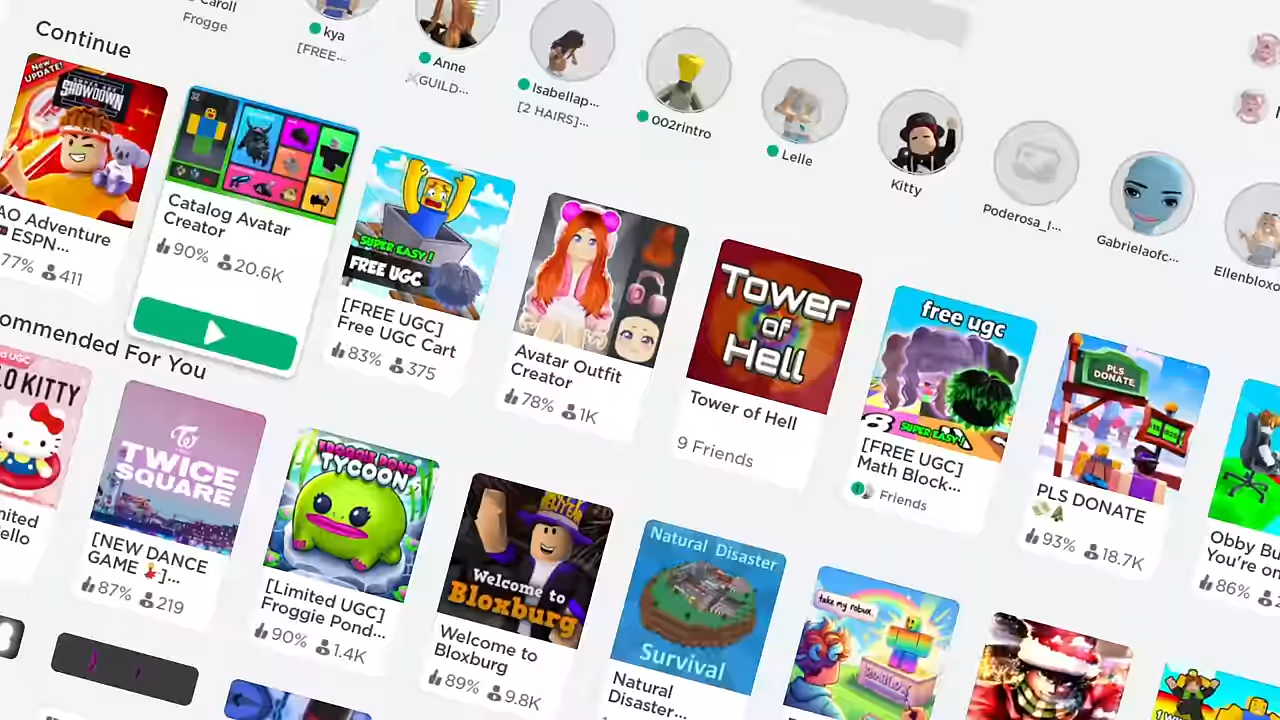 Caroll
Frogge
kya
[FREE...
Anne
⚔GUILD...
Isabellap...
[2 HAIRS]...
002rintro
Lelle
Kitty
Poderosa_l...
Gabrielaofc...
Ellenbloxo
Continue
New
UPDATE!
SHOWDOWN
AO Adventure
ESPN...
77% 411
Catalog Avatar
Creator
90% 20.6K
SUPER EASY!
FREE UGC
[FREE UGC]
Free UGC Cart
83% 375
Avatar Outfit
Creator
78% 1K
Tower
of
Hell
Tower of Hell
9 Friends
free ugc
8 SUPER EASY!
[FREE UGC]
Math Block...
Friends
PLS
DONATE
PLS DONATE
93% 18.7K
Obby Bu
You're on
86%
ommended For You
UGC
LO KITTY
nited
ello
TWICE
SQUARE
[NEW DANCE
GAME 💃]...
87% 219
FROGGIE POND
TYCOON
[Limited UGC]
Froggie Pond...
90% 1.4K
Welcome to
Bloxburg
Welcome to
Bloxburg
89% 9.8K
Natural Disaster
Survival
Natural
Disaster...
take my robux